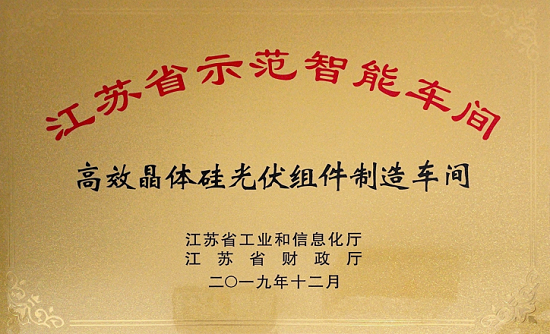 江苏省示范智能车间
高效晶体硅光伏组件制造车间
江苏省工业和信息化厅
江苏省财政厅
二〇一九年十二月